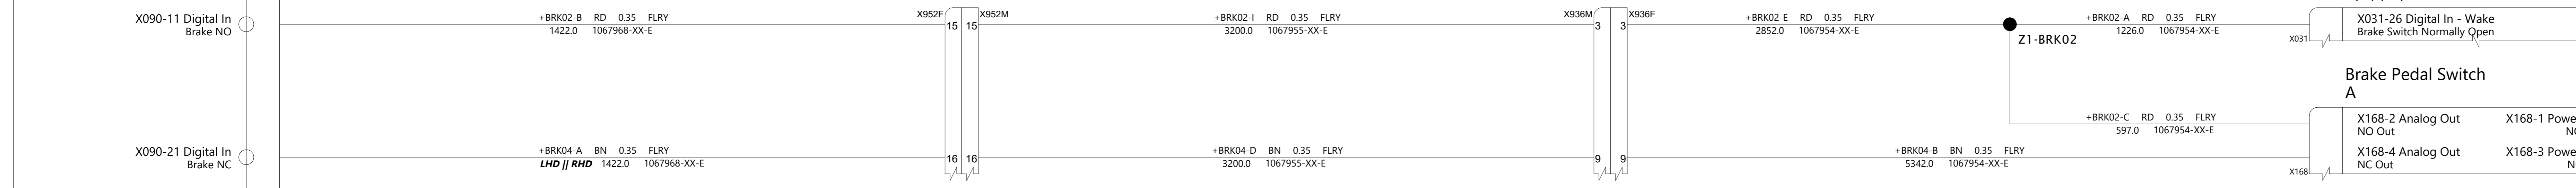 X090-11 Digital In
Brake NO
+BRK02-B RD 0.35 FLRY
1422.0 1067968-XX-E
X952F X952M
15 15
+BRK02-I RD 0.35 FLRY
3200.0 1067955-XX-E
X936M X936F
3 3
+BRK02-E RD 0.35 FLRY
2852.0 1067954-XX-E
Z1-BRK02
+BRK02-A RD 0.35 FLRY
1226.0 1067954-XX-E
X031
X031-26 Digital In - Wake
Brake Switch Normally Open
Brake Pedal Switch
A
+BRK02-C RD 0.35 FLRY
597.0 1067954-XX-E
X168-2 Analog Out X168-1 Powe
NO Out
X090-21 Digital In
Brake NC
+BRK04-A BN 0.35 FLRY
LHD || RHD 1422.0 1067968-XX-E
16 16
+BRK04-D BN 0.35 FLRY
3200.0 1067955-XX-E
9 9
+BRK04-B BN 0.35 FLRY
5342.0 1067954-XX-E
X168-4 Analog Out X168-3 Powe
NC Out
X168